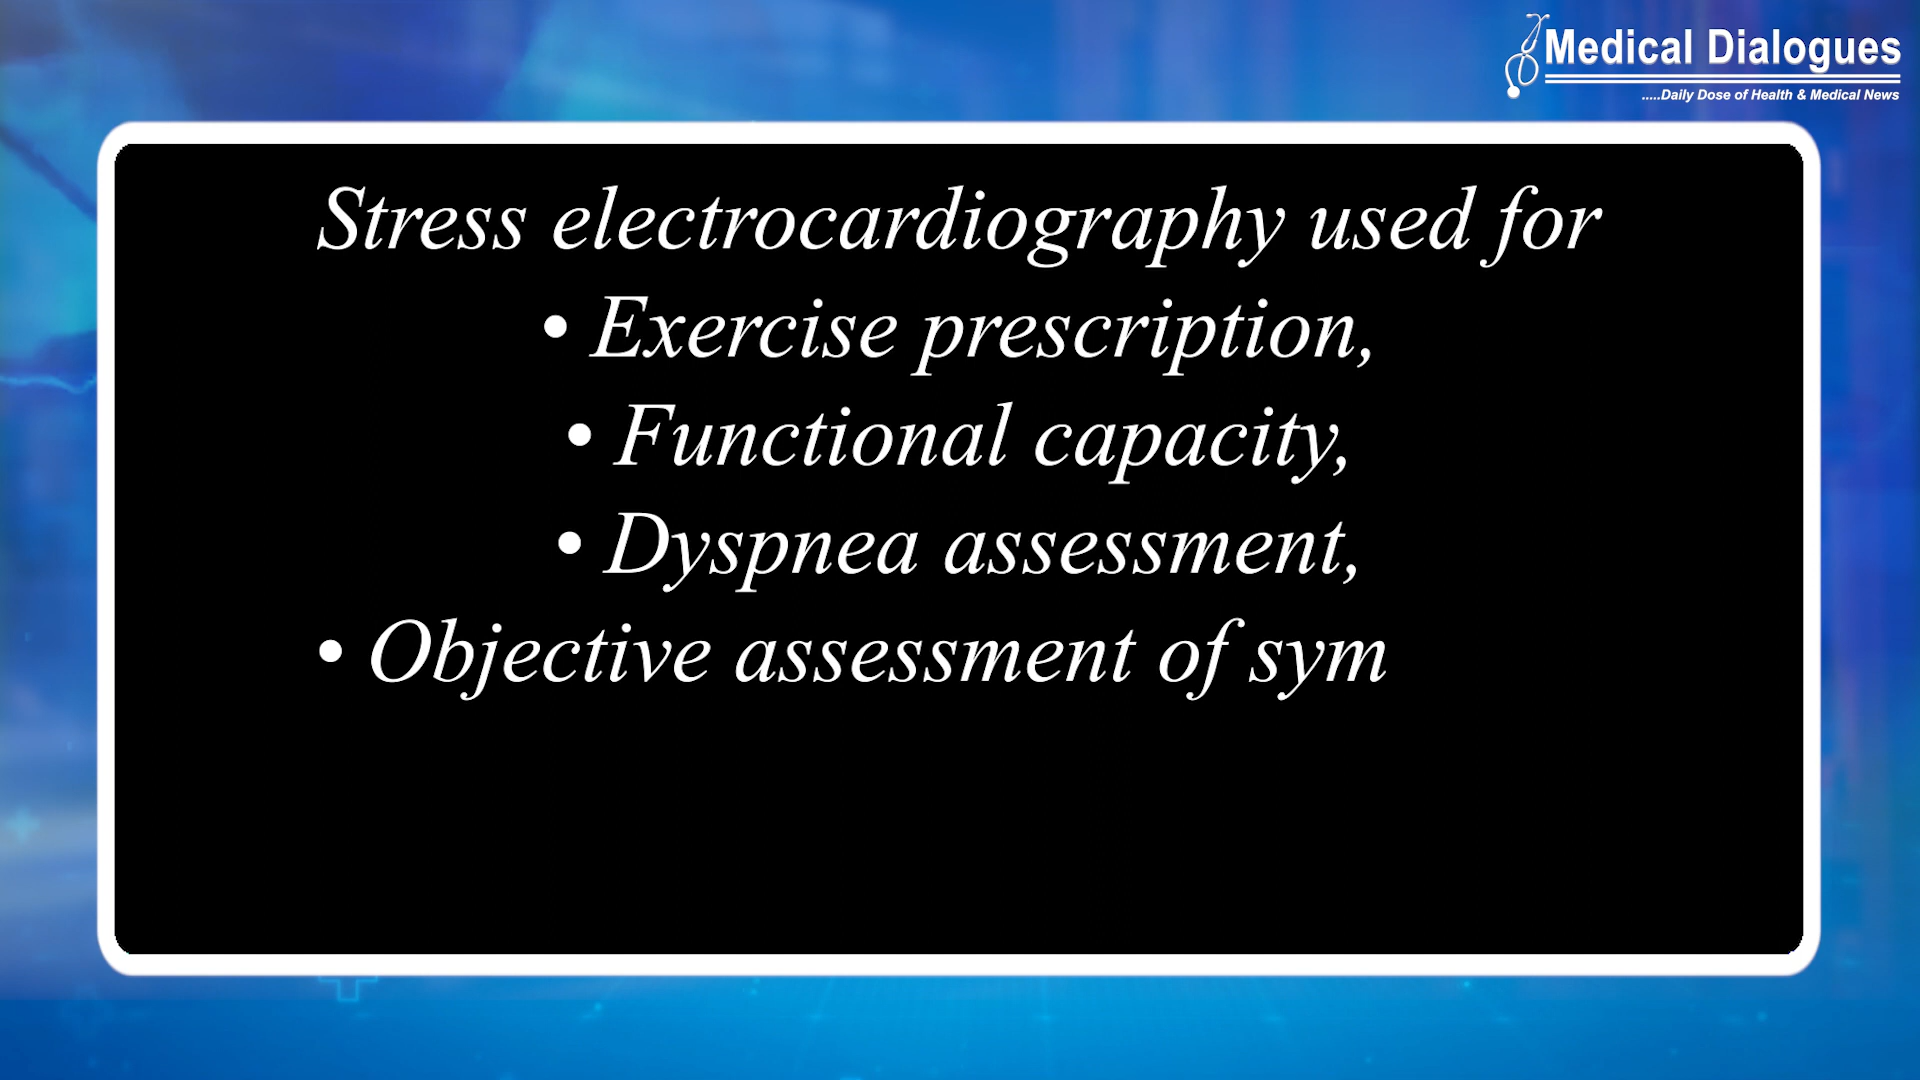 Medical Dialogues
.....Daily Dose of Health & Medical News
Stress electrocardiography used for
• Exercise prescription,
• Functional capacity,
• Dyspnea assessment,
• Objective assessment of sym